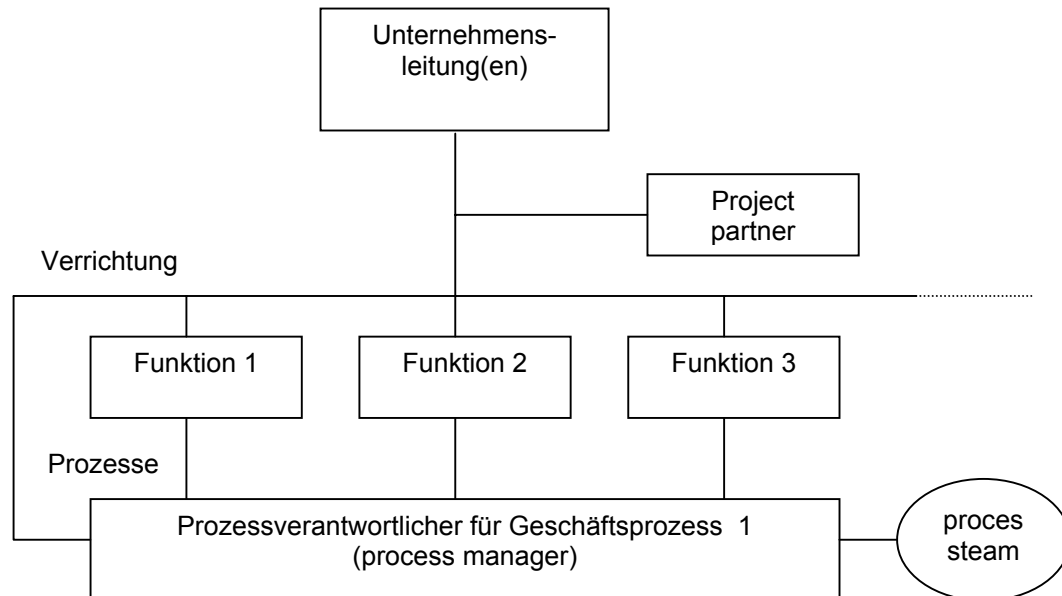 Unternehmens-
leitung(en)
Project
partner
Verrichtung
Funktion 1
Funktion 2
Funktion 3
Prozesse
Prozessverantwortlicher für Geschäftsprozess 1
(process manager)
proces
steam